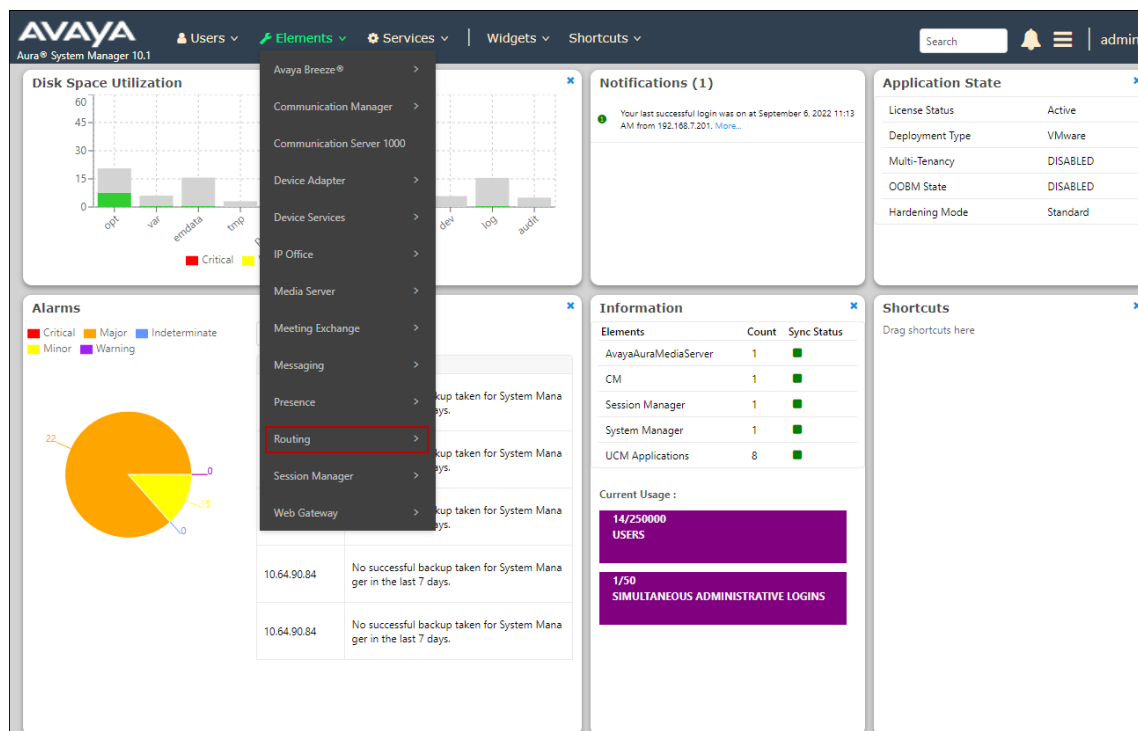 AVAYA
Aura® System Manager 10.1
Users
Elements
Services
Widgets
Shortcuts
Search
admin
Avaya Breeze®
Communication Manager
Communication Server 1000
Device Adapter
Device Services
IP Office
Media Server
Meeting Exchange
Messaging
Presence
Routing
Session Manager
Web Gateway
Disk Space Utilization
60
45
30
15
0
opt
var
emdata
tmp
dev
log
audit
Critical
Notifications (1)
Your last successful login was on at September 6, 2022 11:13
AM from 192.168.7.201. More...
Application State
License Status Active
Deployment Type VMware
Multi-Tenancy DISABLED
OOBM State DISABLED
Hardening Mode Standard
Alarms
Critical Major Indeterminate
Minor Warning
22
0
15
0
kup taken for System Mana
ays.
kup taken for System Mana
ays.
kup taken for System Mana
ays.
10.64.90.84 No successful backup taken for System Mana
ger in the last 7 days.
10.64.90.84 No successful backup taken for System Mana
ger in the last 7 days.
Information
Elements Count Sync Status
AvayaAuraMediaServer 1
CM 1
Session Manager 1
System Manager 1
UCM Applications 8
Current Usage :
14/250000
USERS
1/50
SIMULTANEOUS ADMINISTRATIVE LOGINS
Shortcuts
Drag shortcuts here